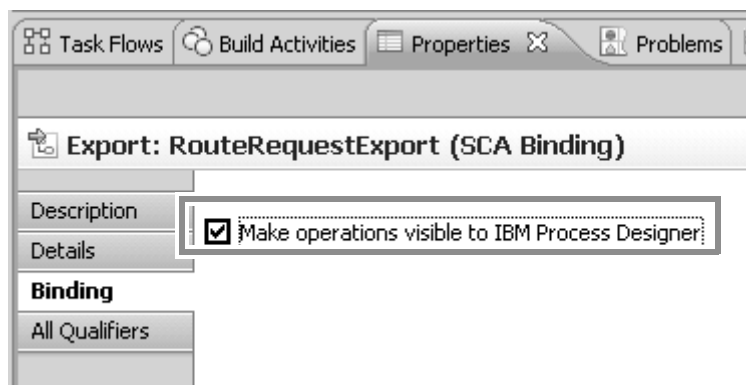 Task Flows Build Activities Properties Problems
Export: RouteRequestExport (SCA Binding)
Description
Make operations visible to IBM Process Designer
Details
Binding
All Qualifiers